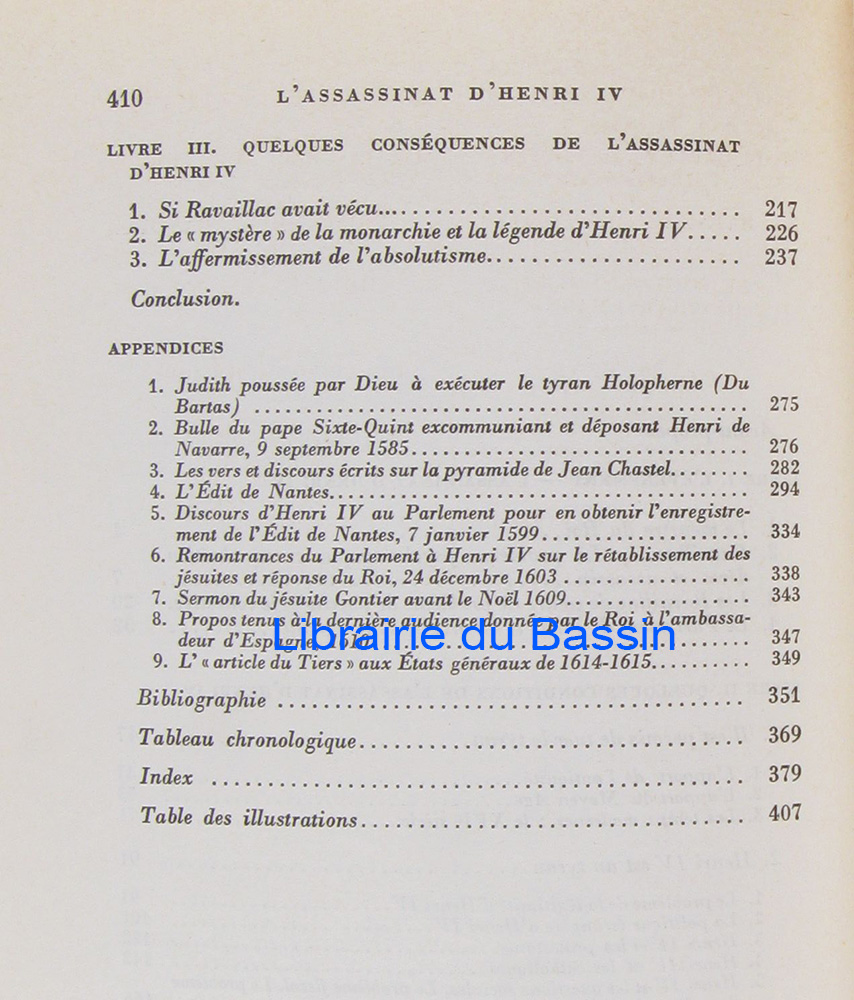 410 L'ASSASSINAT D'HENRI IV
LIVRE III. QUELQUES CONSÉQUENCES DE L'ASSASSINAT
D'HENRI IV
1. Si Ravaillac avait vécu.................................. 217
2. Le « mystère » de la monarchie et la légende d'Henri IV..... 226
3. L'affermissement de l'absolutisme....................... 237
Conclusion.
APPENDICES
1. Judith poussée par Dieu à exécuter le tyran Holopherne (Du
Bartas) ............................................... 275
2. Bulle du pape Sixte-Quint excommuniant et déposant Henri de
Navarre, 9 septembre 1585................................ 276
3. Les vers et discours écrits sur la pyramide de Jean Chastel........ 282
4. L'Édit de Nantes........................................ 294
5. Discours d'Henri IV au Parlement pour en obtenir l'enregistre-
ment de l'Édit de Nantes, 7 janvier 1599.................... 334
6. Remontrances du Parlement à Henri IV sur le rétablissement des
jésuites et réponse du Roi, 24 décembre 1603 .................. 338
7. Sermon du jésuite Gontier avant le Noël 1609.................. 343
8. Propos tenus à la dernière audience donnée par le Roi à l'ambassa-
deur d'Espagne, 1610.................................... 347
Librairie du Bassin
9. L' « article du Tiers » aux États généraux de 1614-1615.......... 349
Bibliographie ........................................ 351
Tableau chronologique.................................. 369
Index ............................................... 379
Table des illustrations.................................. 407